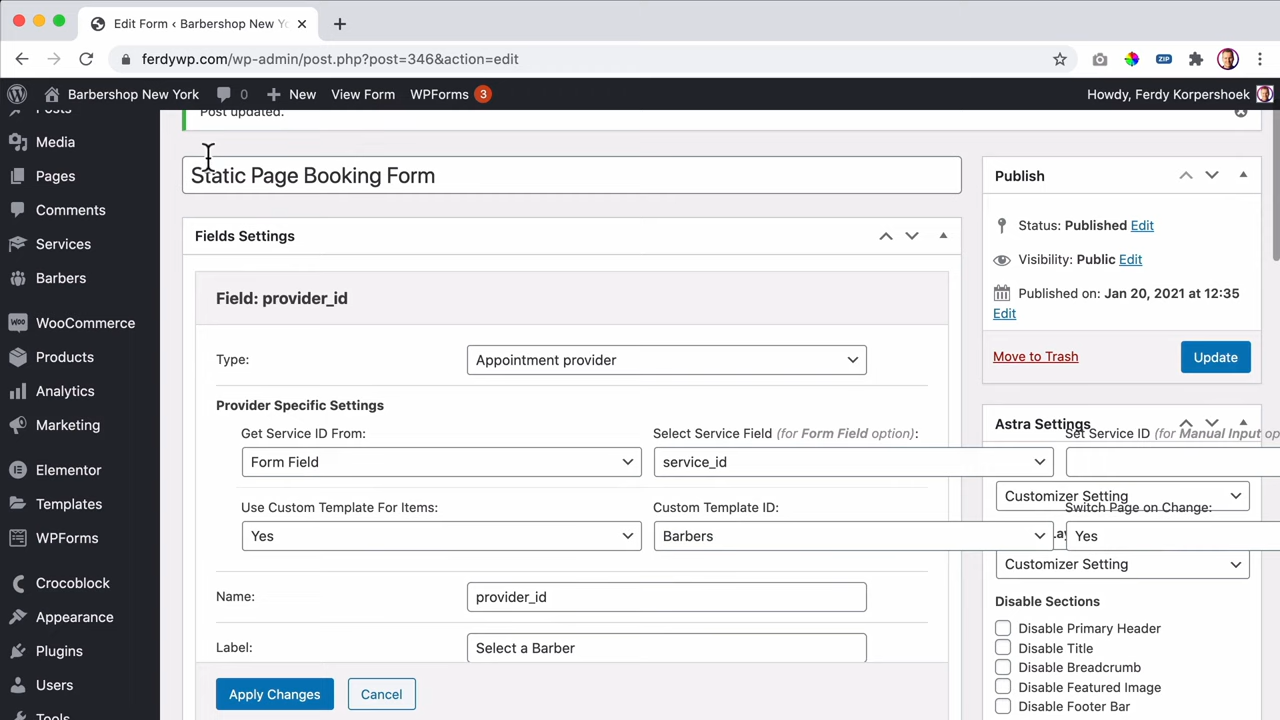 Edit Form ‹ Barbershop New Yo
ferdywp.com/wp-admin/post.php?post=346&action=edit
ZIP
Barbershop New York
0
New
View Form
WPForms 3
Howdy, Ferdy Korpershoek
Posts
Media
Pages
Comments
Services
Barbers
WooCommerce
Products
Analytics
Marketing
Elementor
Templates
WPForms
Crocoblock
Appearance
Plugins
Users
Tools
Post updated.
Static Page Booking Form
Fields Settings
Field: provider_id
Type:
Appointment provider
Provider Specific Settings
Get Service ID From:
Select Service Field (for Form Field option):
Set Service ID (for Manual Input op
Form Field
service_id
Use Custom Template For Items:
Custom Template ID:
Switch Page on Change:
Yes
Barbers
Yes
Name:
provider_id
Label:
Select a Barber
Apply Changes
Cancel
Publish
Status: Published Edit
Visibility: Public Edit
Published on: Jan 20, 2021 at 12:35
Edit
Move to Trash
Update
Astra Settings
Customizer Setting
Customizer Setting
Disable Sections
Disable Primary Header
Disable Title
Disable Breadcrumb
Disable Featured Image
Disable Footer Bar